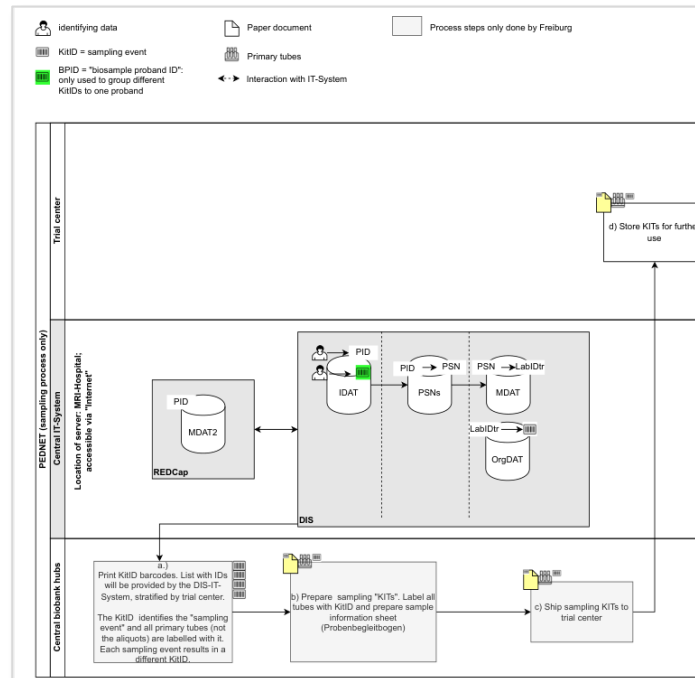 identifying data
Paper document
Process steps only done by Freiburg
KitID = sampling event
Primary tubes
BPID = "biosample proband ID":
only used to group different
KitIDs to one proband
Interaction with IT-System
PEDNET (sampling process only)
Trial center
d) Store KITs for furthe
use
Central IT-System
Location of server: MRI-Hospital;
accessible via "Internet"
PID
MDAT2
REDCap
PID
IDAT
PID
PSN
PSNs
PSN
LabIDtr
MDAT
LabIDtr
OrgDAT
DIS
Central biobank hubs
a.)
Print KitID barcodes. List with IDs
will be provided by the DIS-IT-
System, stratified by trial center.
The KitID identifies the "sampling
event" and all primary tubes (not
the aliquots) are labelled with it.
Each sampling event results in a
different KitID.
b) Prepare sampling "KITs". Label all
tubes with KitID and prepare sample
information sheet
(Probenbegleitbogen)
c) Ship sampling KITs to
trial center